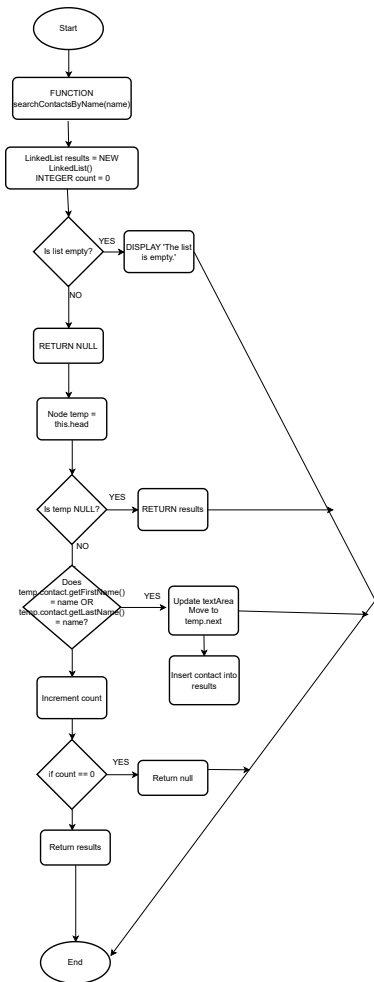 Start
FUNCTION
searchContactsByName(name)
LinkedList results = NEW
LinkedList()
INTEGER count = 0
Is list empty?
YES
DISPLAY 'The list
is empty.'
NO
RETURN NULL
Node temp =
this.head
Is temp NULL?
YES
RETURN results
NO
Does
temp.contact.getFirstName()
= name OR
temp.contact.getLastName()
= name?
YES
Update textArea
Move to
temp.next
Insert contact into
results
Increment count
if count == 0
YES
Return null
Return results
End